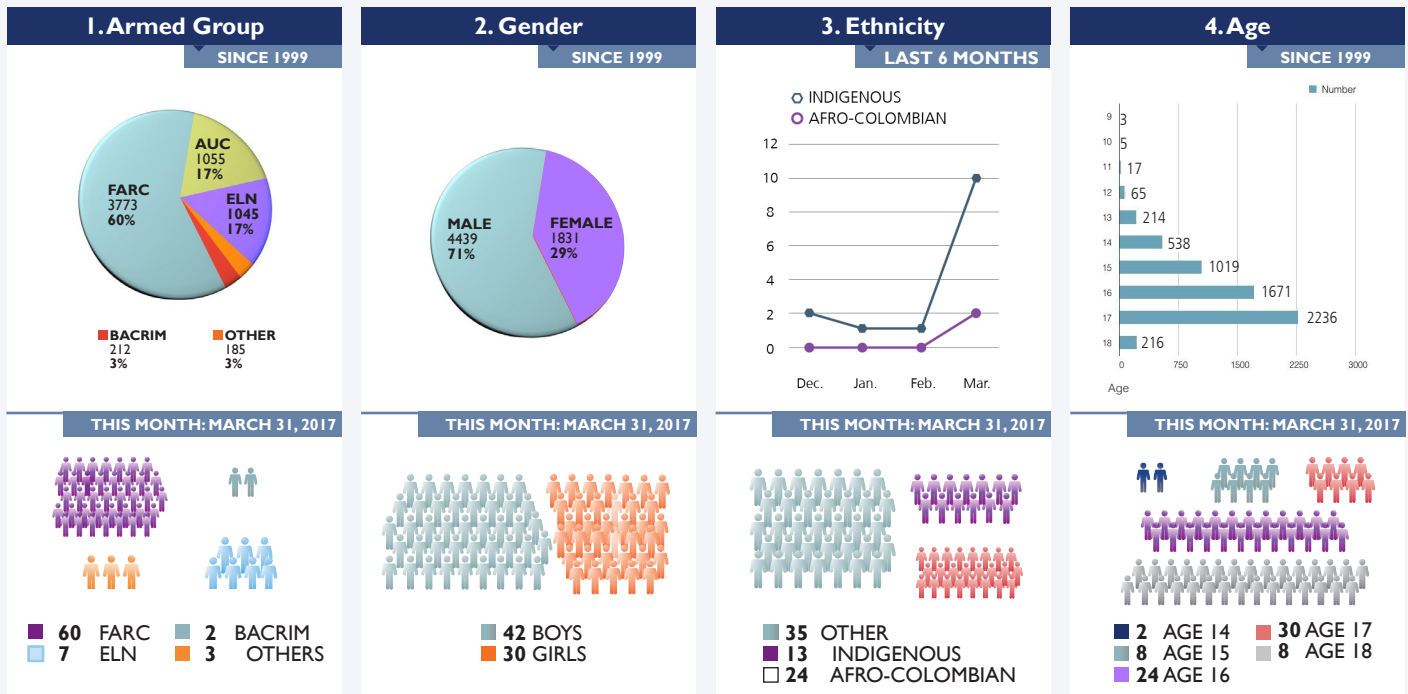 1. Armed Group
SINCE 1999
FARC
3773
60%
AUC
1055
17%
ELN
1045
17%
BACRIM
212
3%
OTHER
185
3%
THIS MONTH: MARCH 31, 2017
60 FARC
2 BACRIM
7 ELN
3 OTHERS
2. Gender
SINCE 1999
MALE
4439
71%
FEMALE
1831
29%
THIS MONTH: MARCH 31, 2017
42 BOYS
30 GIRLS
3. Ethnicity
LAST 6 MONTHS
INDIGENOUS
AFRO-COLOMBIAN
12
10
8
6
4
2
0
Dec. Jan. Feb. Mar.
THIS MONTH: MARCH 31, 2017
35 OTHER
13 INDIGENOUS
24 AFRO-COLOMBIAN
4. Age
SINCE 1999
Number
9 3
10 5
11 17
12 65
13 214
14 538
15 1019
16 1671
17 2236
18 216
0 750 1500 2250 3000
Age
THIS MONTH: MARCH 31, 2017
2 AGE 14
30 AGE 17
8 AGE 15
8 AGE 18
24 AGE 16